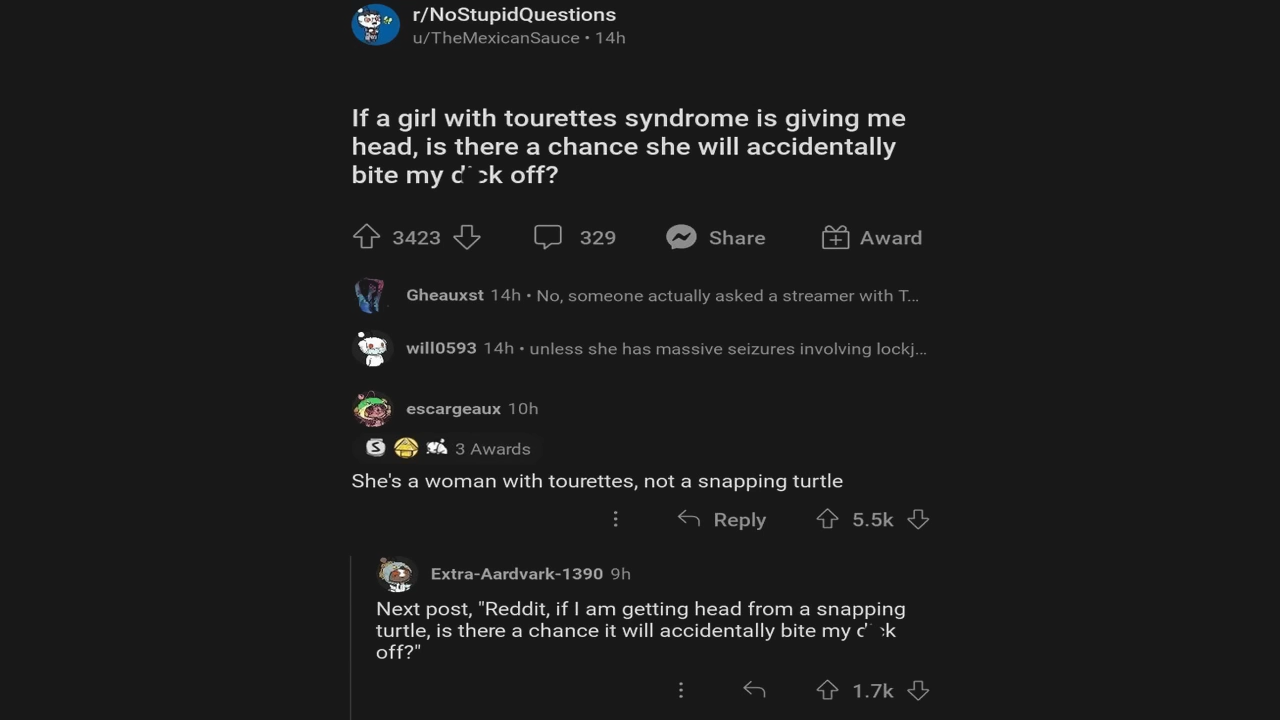 r/NoStupidQuestions
u/TheMexicanSauce • 14h
If a girl with tourettes syndrome is giving me
head, is there a chance she will accidentally
bite my d ck off?
3423 329 Share Award
Gheauxst 14h • No, someone actually asked a streamer with T...
will0593 14h • unless she has massive seizures involving lockj...
escargeaux 10h
3 Awards
She's a woman with tourettes, not a snapping turtle
Reply 5.5k
Extra-Aardvark-1390 9h
Next post, "Reddit, if I am getting head from a snapping
turtle, is there a chance it will accidentally bite my d k
off?"
1.7k